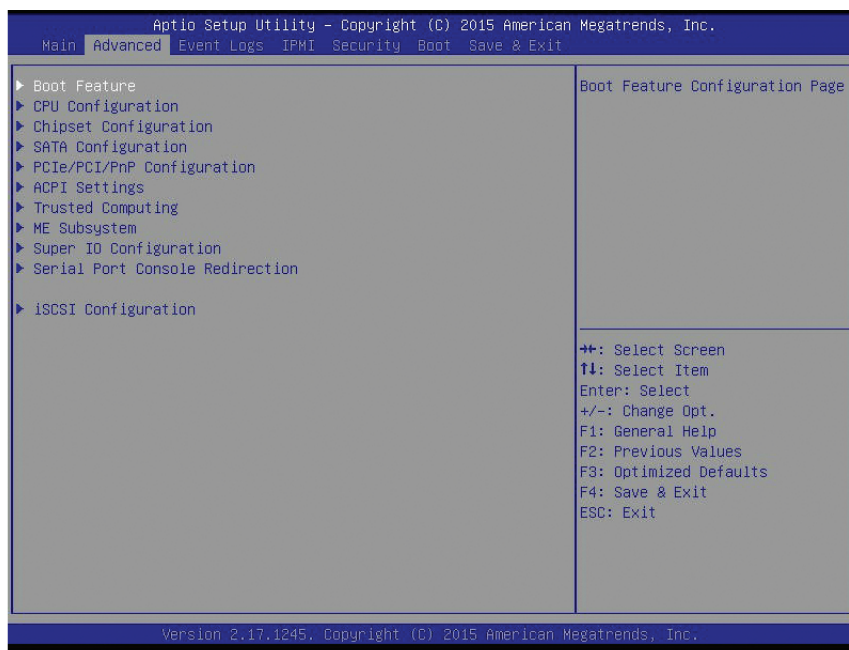 Aptio Setup Utility – Copyright (C) 2015 American Megatrends, Inc.
Main Advanced Event Logs IPMI Security Boot Save & Exit
▶ Boot Feature
▶ CPU Configuration
▶ Chipset Configuration
▶ SATA Configuration
▶ PCIe/PCI/PnP Configuration
▶ ACPI Settings
▶ Trusted Computing
▶ ME Subsystem
▶ Super IO Configuration
▶ Serial Port Console Redirection
▶ iSCSI Configuration
Boot Feature Configuration Page
→←: Select Screen
↑↓: Select Item
Enter: Select
+/-: Change Opt.
F1: General Help
F2: Previous Values
F3: Optimized Defaults
F4: Save & Exit
ESC: Exit
Version 2.17.1245. Copyright (C) 2015 American Megatrends, Inc.